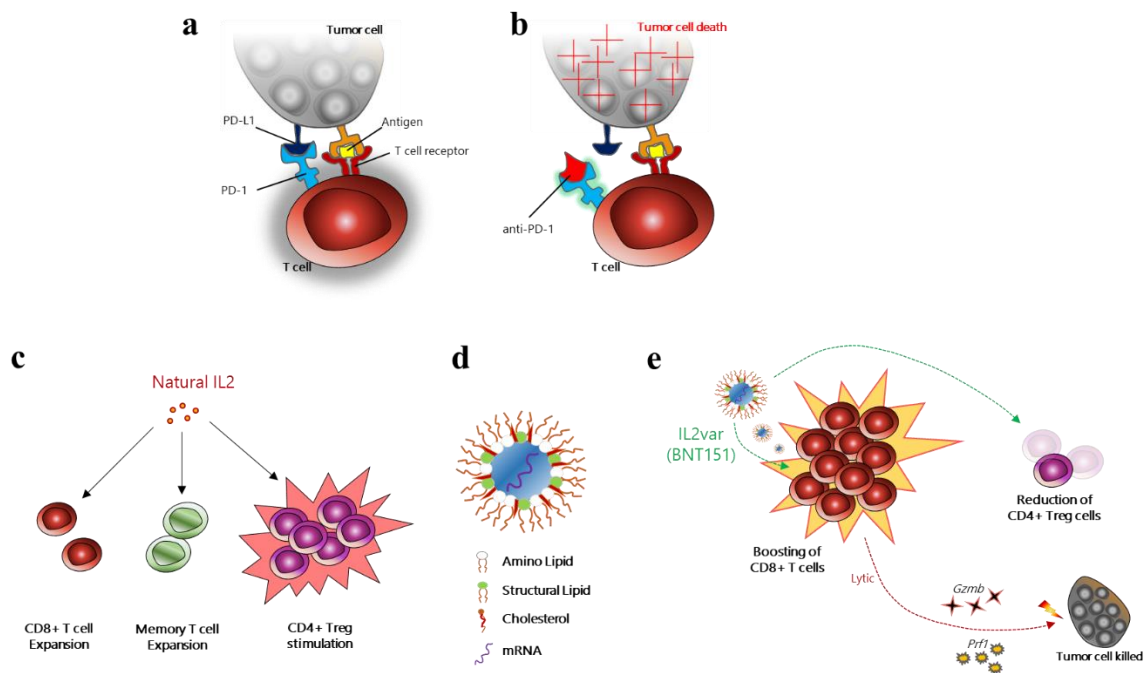 a
Tumor cell
PD-L1
Antigen
T cell receptor
PD-1
T cell
b
Tumor cell death
anti-PD-1
T cell
c
Natural IL2
CD8+ T cell
Expansion
Memory T cell
Expansion
CD4+ Treg
stimulation
d
Amino Lipid
Structural Lipid
Cholesterol
mRNA
e
IL2var
(BNT151)
Boosting of
CD8+ T cells
Reduction of
CD4+ Treg cells
Lytic
Gzmb
Prf1
Tumor cell killed